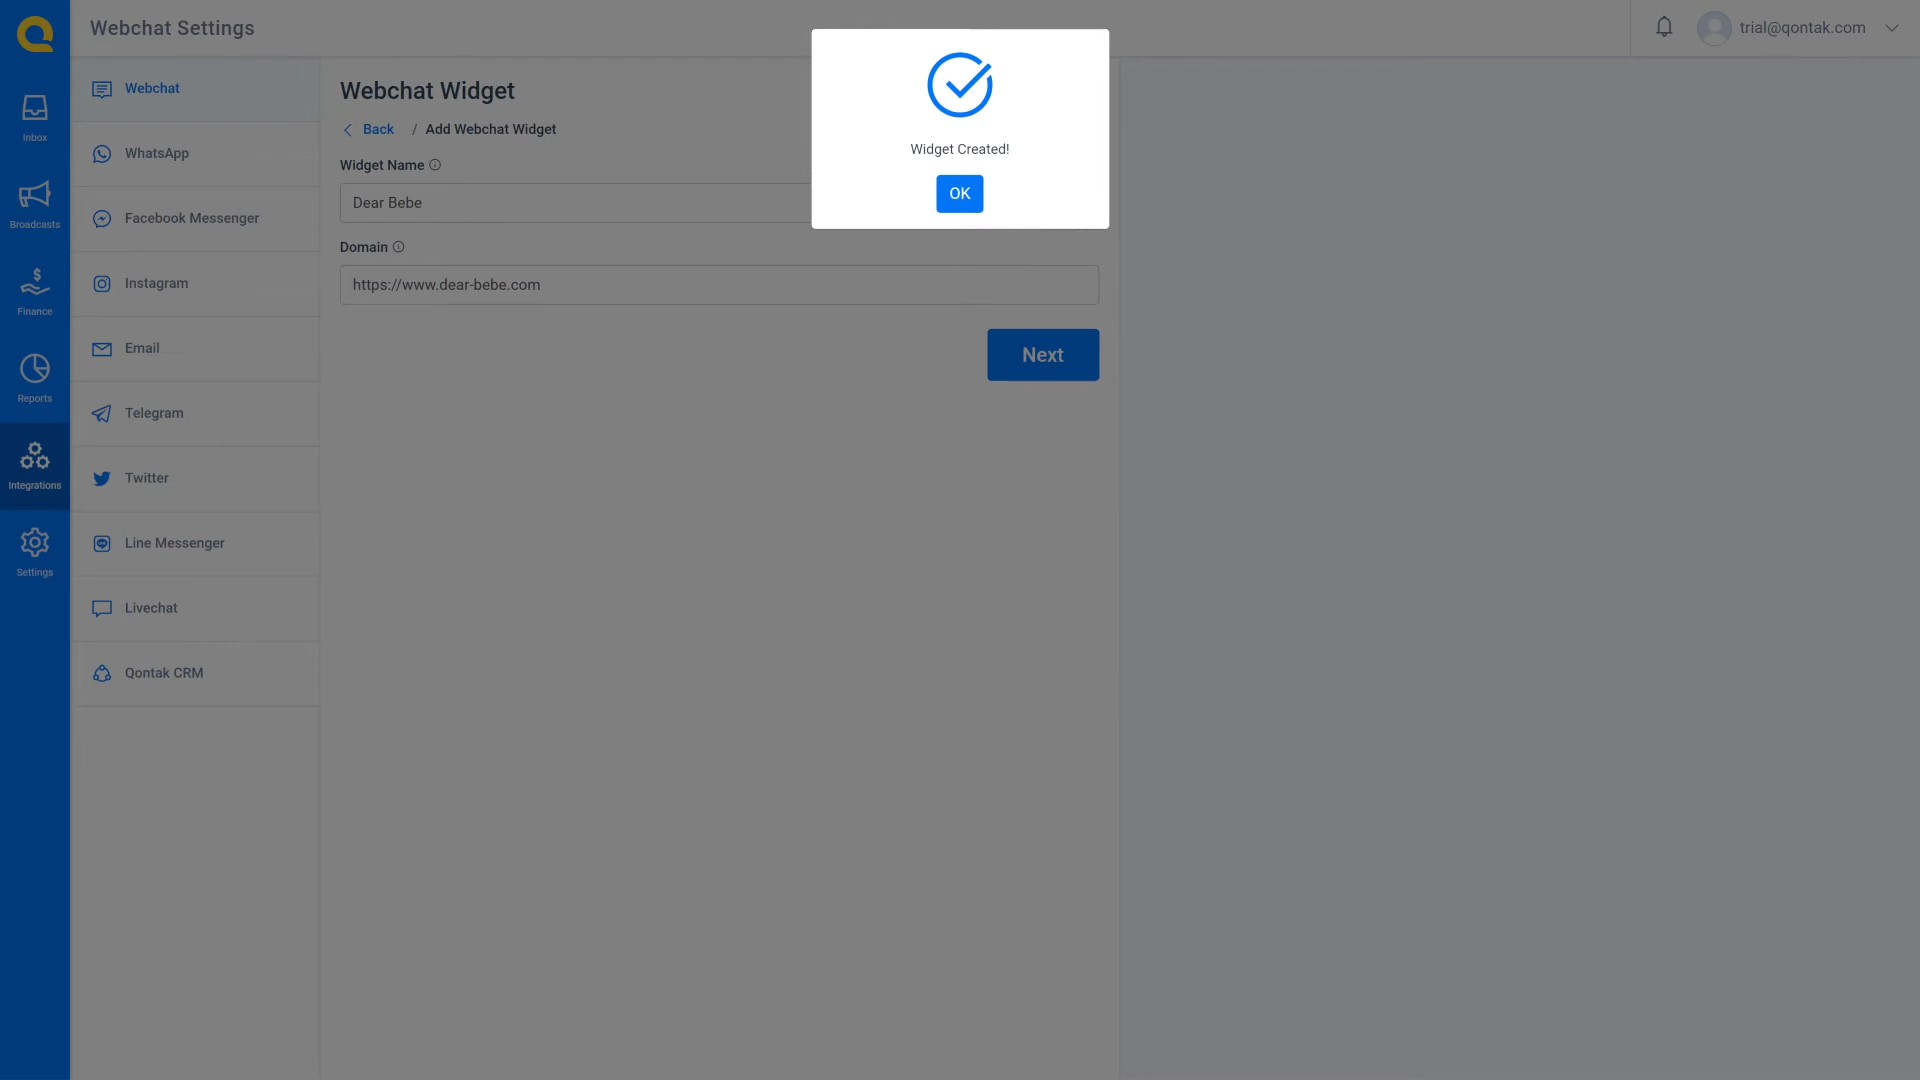 Webchat Settings
trial@qontak.com
Inbox
Broadcasts
Finance
Reports
Integrations
Settings
Webchat
WhatsApp
Facebook Messenger
Instagram
Email
Telegram
Twitter
Line Messenger
Livechat
Qontak CRM
Webchat Widget
Back / Add Webchat Widget
Widget Name
Dear Bebe
Domain
https://www.dear-bebe.com
Next
Widget Created!
OK